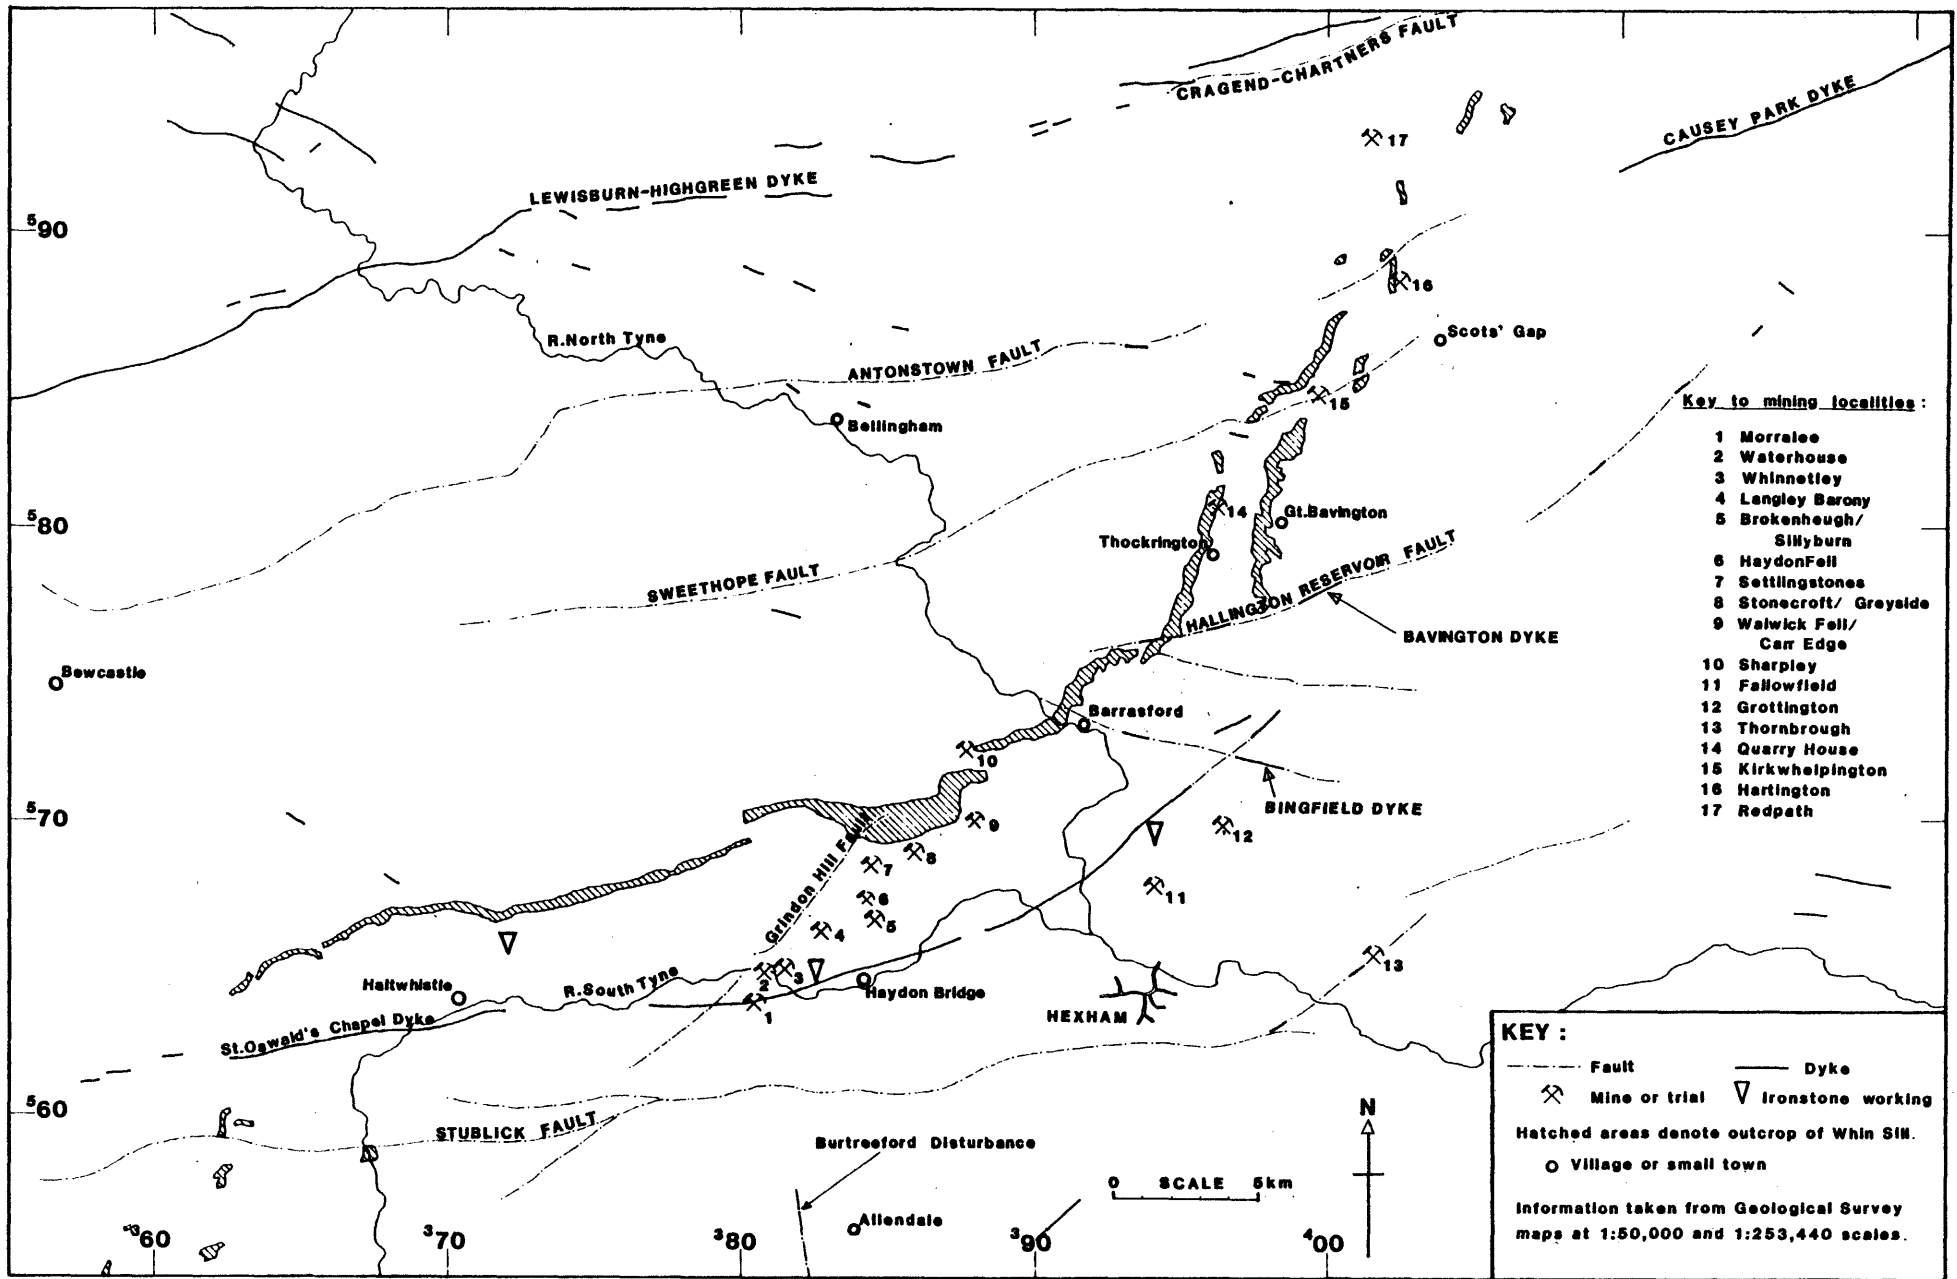 CRAGEND-CHARTNERS FAULT
CAUSEY PARK DYKE
17
LEWISBURN-HIGHGREEN DYKE
⁵90
16
R.North Tyne
Scots' Gap
ANTONSTOWN FAULT
15
Bellingham
Key to mining localities :
1 Morralee
2 Waterhouse
3 Whinnetley
4 Langley Barony
5 Brokenheugh/
Sillyburn
6 HaydonFell
7 Settlingstones
8 Stonecroft/ Greyside
9 Walwick Fell/
Carr Edge
10 Sharpley
11 Fallowfield
12 Grottington
13 Thornbrough
14 Quarry House
15 Kirkwhelpington
16 Hartington
17 Redpath
⁵80
14
Gt.Bavington
Thockrington
SWEETHOPE FAULT
HALLINGTON RESERVOIR FAULT
BAVINGTON DYKE
Bewcastle
Barrasford
10
BINGFIELD DYKE
⁵70
9
12
Grindon Hill Fault
8
7
6
11
5
4
13
3
2
Haltwhistle
R.South Tyne
Haydon Bridge
1
HEXHAM
St.Oswald's Chapel Dyke
⁵60
STUBLICK FAULT
Burtreeford Disturbance
N
0 SCALE 5km
Allendale
³60
³70
³80
³90
⁴00
KEY :
Fault
Dyke
Mine or trial
Ironstone working
Hatched areas denote outcrop of Whin Sill.
Village or small town
Information taken from Geological Survey
maps at 1:50,000 and 1:253,440 scales.